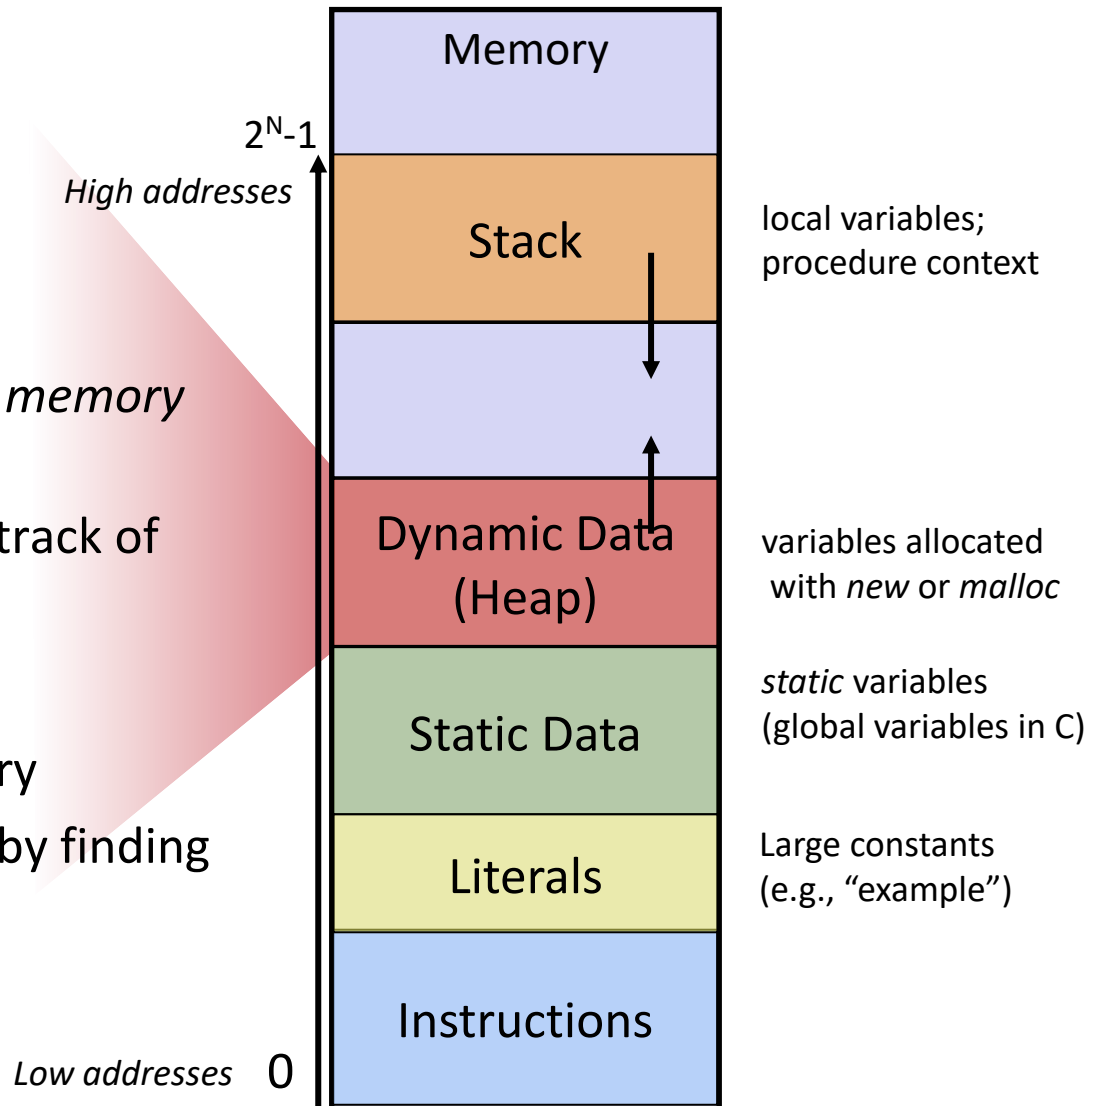 Memory
2ᴺ-1
High addresses
Stack
local variables;
procedure context
memory
track of
Dynamic Data
(Heap)
variables allocated
with new or malloc
static variables
(global variables in C)
Static Data
ry
by finding
Literals
Large constants
(e.g., “example”)
Instructions
Low addresses 0